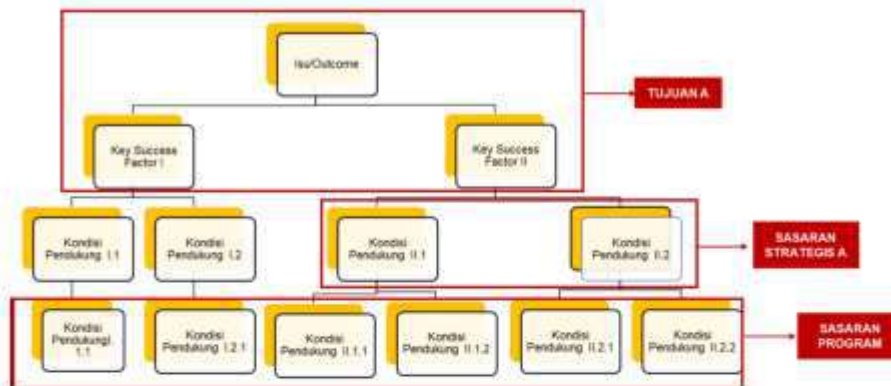 Isu/Outcome
TUJUAN A
Key Success
Factor I
Key Success
Factor II
Kondisi
Pendukung I.1
Kondisi
Pendukung I.2
Kondisi
Pendukung II.1
Kondisi
Pendukung II.2
SASARAN
STRATEGIS A
Kondisi
PendukungI.
1.1
Kondisi
Pendukung I.2.1
Kondisi
Pendukung II.1.1
Kondisi
Pendukung II.1.2
Kondisi
Pendukung II.2.1
Kondisi
Pendukung II.2.2
SASARAN
PROGRAM